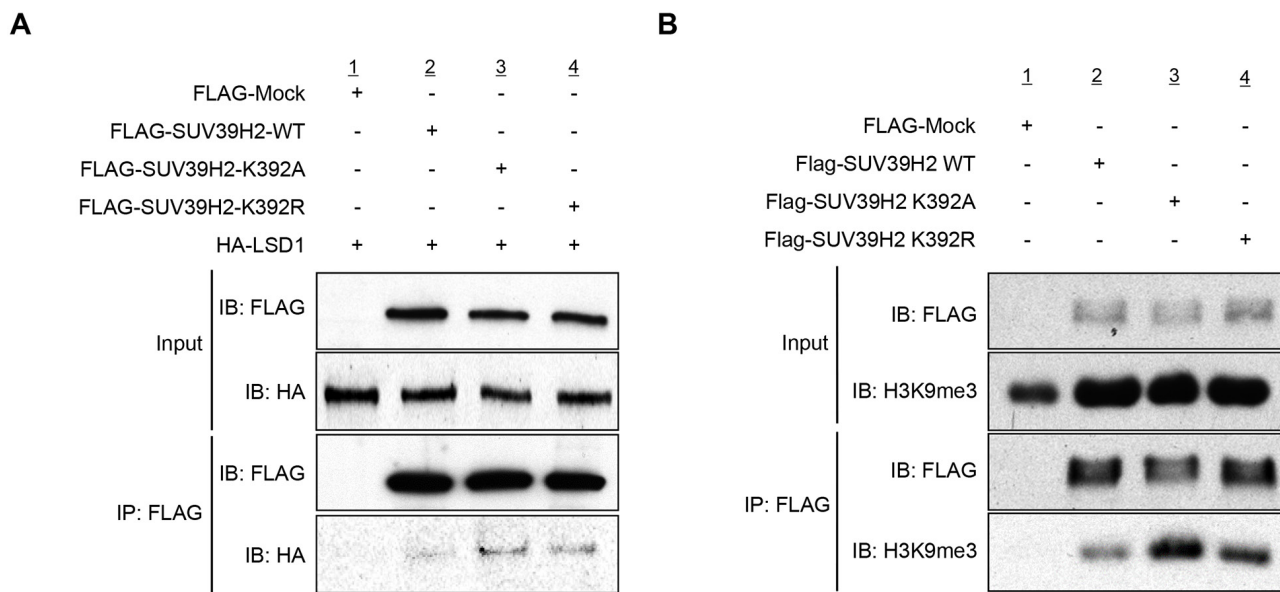 A
1 2 3 4
FLAG-Mock + - - -
FLAG-SUV39H2-WT - + - -
FLAG-SUV39H2-K392A - - + -
FLAG-SUV39H2-K392R - - - +
HA-LSD1 + + + +
Input
IB: FLAG
IB: HA
IP: FLAG
IB: FLAG
IB: HA
B
1 2 3 4
FLAG-Mock + - - -
Flag-SUV39H2 WT - + - -
Flag-SUV39H2 K392A - - + -
Flag-SUV39H2 K392R - - - +
Input
IB: FLAG
IB: H3K9me3
IP: FLAG
IB: FLAG
IB: H3K9me3